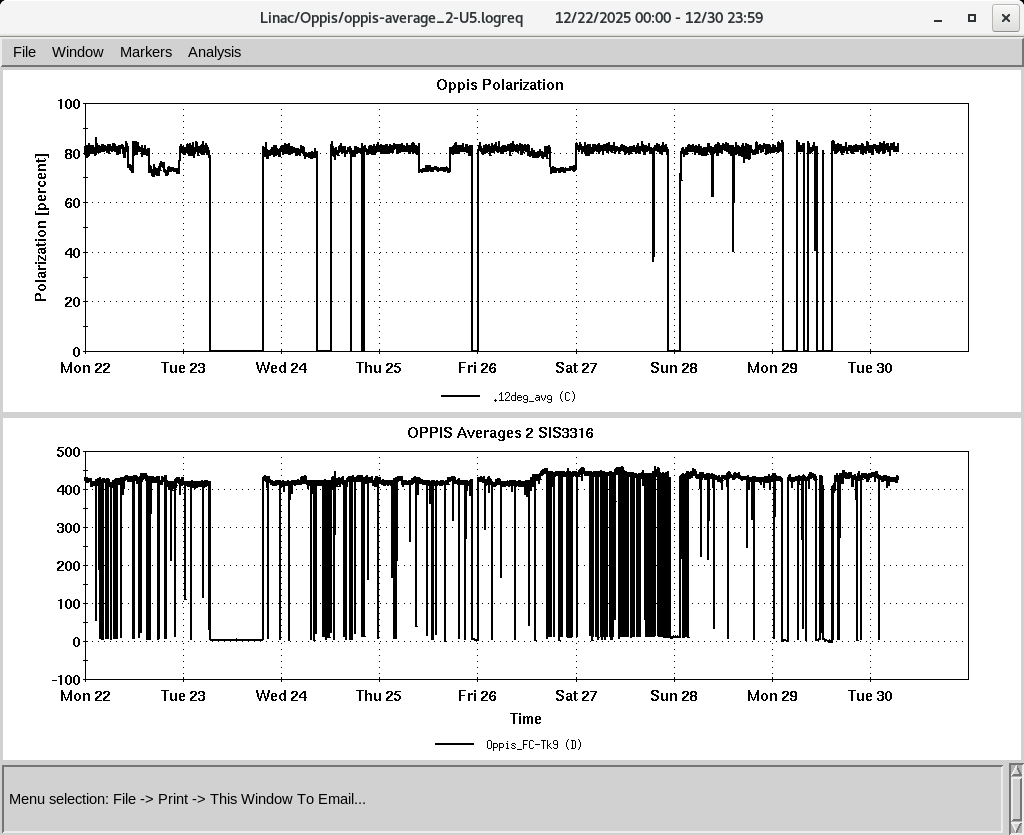 Linac/Oppis/oppis-average_2-U5.logreq 12/22/2025 00:00 - 12/30 23:59
File Window Markers Analysis
Oppis Polarization
100
80
60
40
20
0
Polarization [percent]
Mon 22 Tue 23 Wed 24 Thu 25 Fri 26 Sat 27 Sun 28 Mon 29 Tue 30
.12deg_avg (C)
OPPIS Averages 2 SIS3316
500
400
300
200
100
0
-100
Mon 22 Tue 23 Wed 24 Thu 25 Fri 26 Sat 27 Sun 28 Mon 29 Tue 30
Time
Oppis_FC-Tk9 (D)
Menu selection: File -> Print -> This Window To Email...